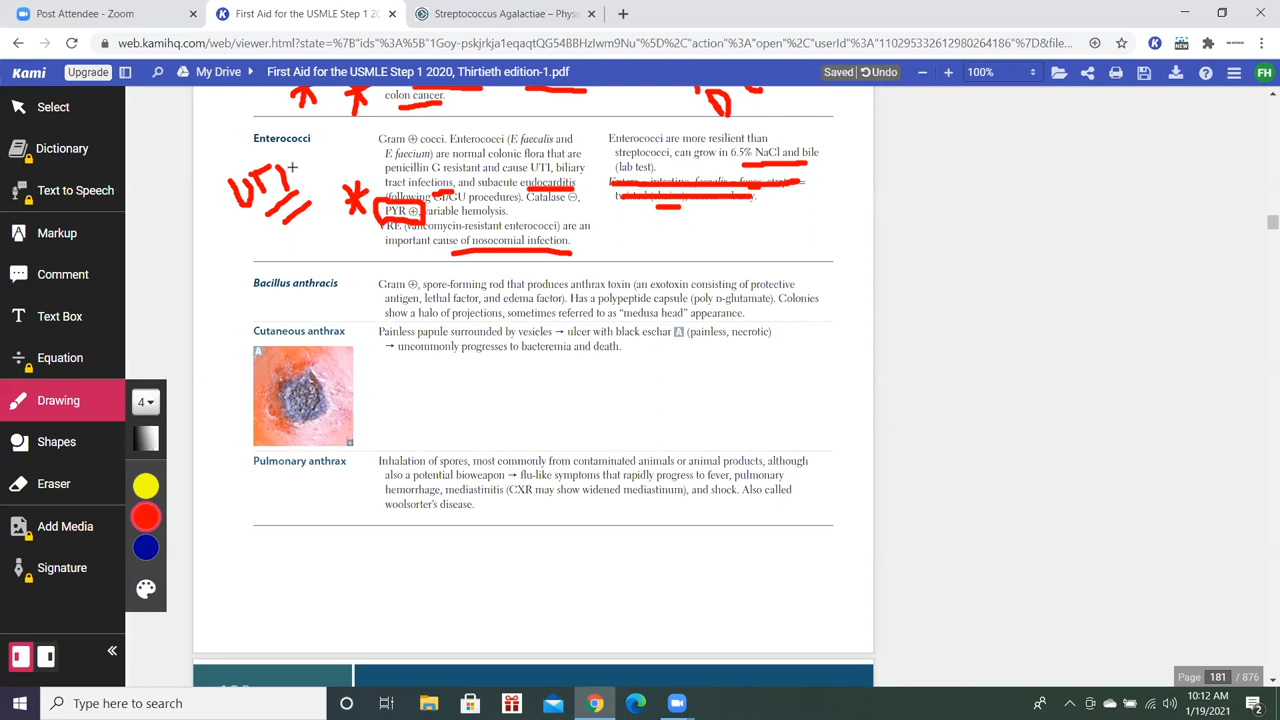 Post Attendee - Zoom
First Aid for the USMLE Step 1 20
Streptococcus Agalactiae – Phys
web.kamihq.com/web/viewer.html?state=%7B"ids"%3A%5B"1Goy-pskjrkja1eqaqtQG54BBHzIwm9Nu"%5D%2C"action"%3A"open"%2C"userId"%3A"110295332612980264186"%7D&file...
Kami
Upgrade
My Drive
First Aid for the USMLE Step 1 2020, Thirtieth edition-1.pdf
Saved
Undo
100%
FH
Select
Dictionary
Text to Speech
Markup
Comment
Text Box
Equation
Drawing
Shapes
Eraser
Add Media
Signature
4
colon cancer.
Enterococci
UTI
Gram ⊕ cocci. Enterococci (E faecalis and
E faecium) are normal colonic flora that are
penicillin G resistant and cause UTI, biliary
tract infections, and subacute endocarditis
(following GI/GU procedures). Catalase ⊖,
PYR ⊕, variable hemolysis.
VRE (vancomycin-resistant enterococci) are an
important cause of nosocomial infection.
Enterococci are more resilient than
streptococci, can grow in 6.5% NaCl and bile
(lab test).
Entero = intestine, faecalis = feces, strepto =
twisted (chains), coccus = berry.
Bacillus anthracis
Gram ⊕, spore-forming rod that produces anthrax toxin (an exotoxin consisting of protective
antigen, lethal factor, and edema factor). Has a polypeptide capsule (poly D-glutamate). Colonies
show a halo of projections, sometimes referred to as “medusa head” appearance.
Cutaneous anthrax
Painless papule surrounded by vesicles → ulcer with black eschar A (painless, necrotic)
→ uncommonly progresses to bacteremia and death.
A
Pulmonary anthrax
Inhalation of spores, most commonly from contaminated animals or animal products, although
also a potential bioweapon → flu-like symptoms that rapidly progress to fever, pulmonary
hemorrhage, mediastinitis (CXR may show widened mediastinum), and shock. Also called
woolsorter’s disease.
Page 181 / 876
Type here to search
10:12 AM
1/19/2021
2